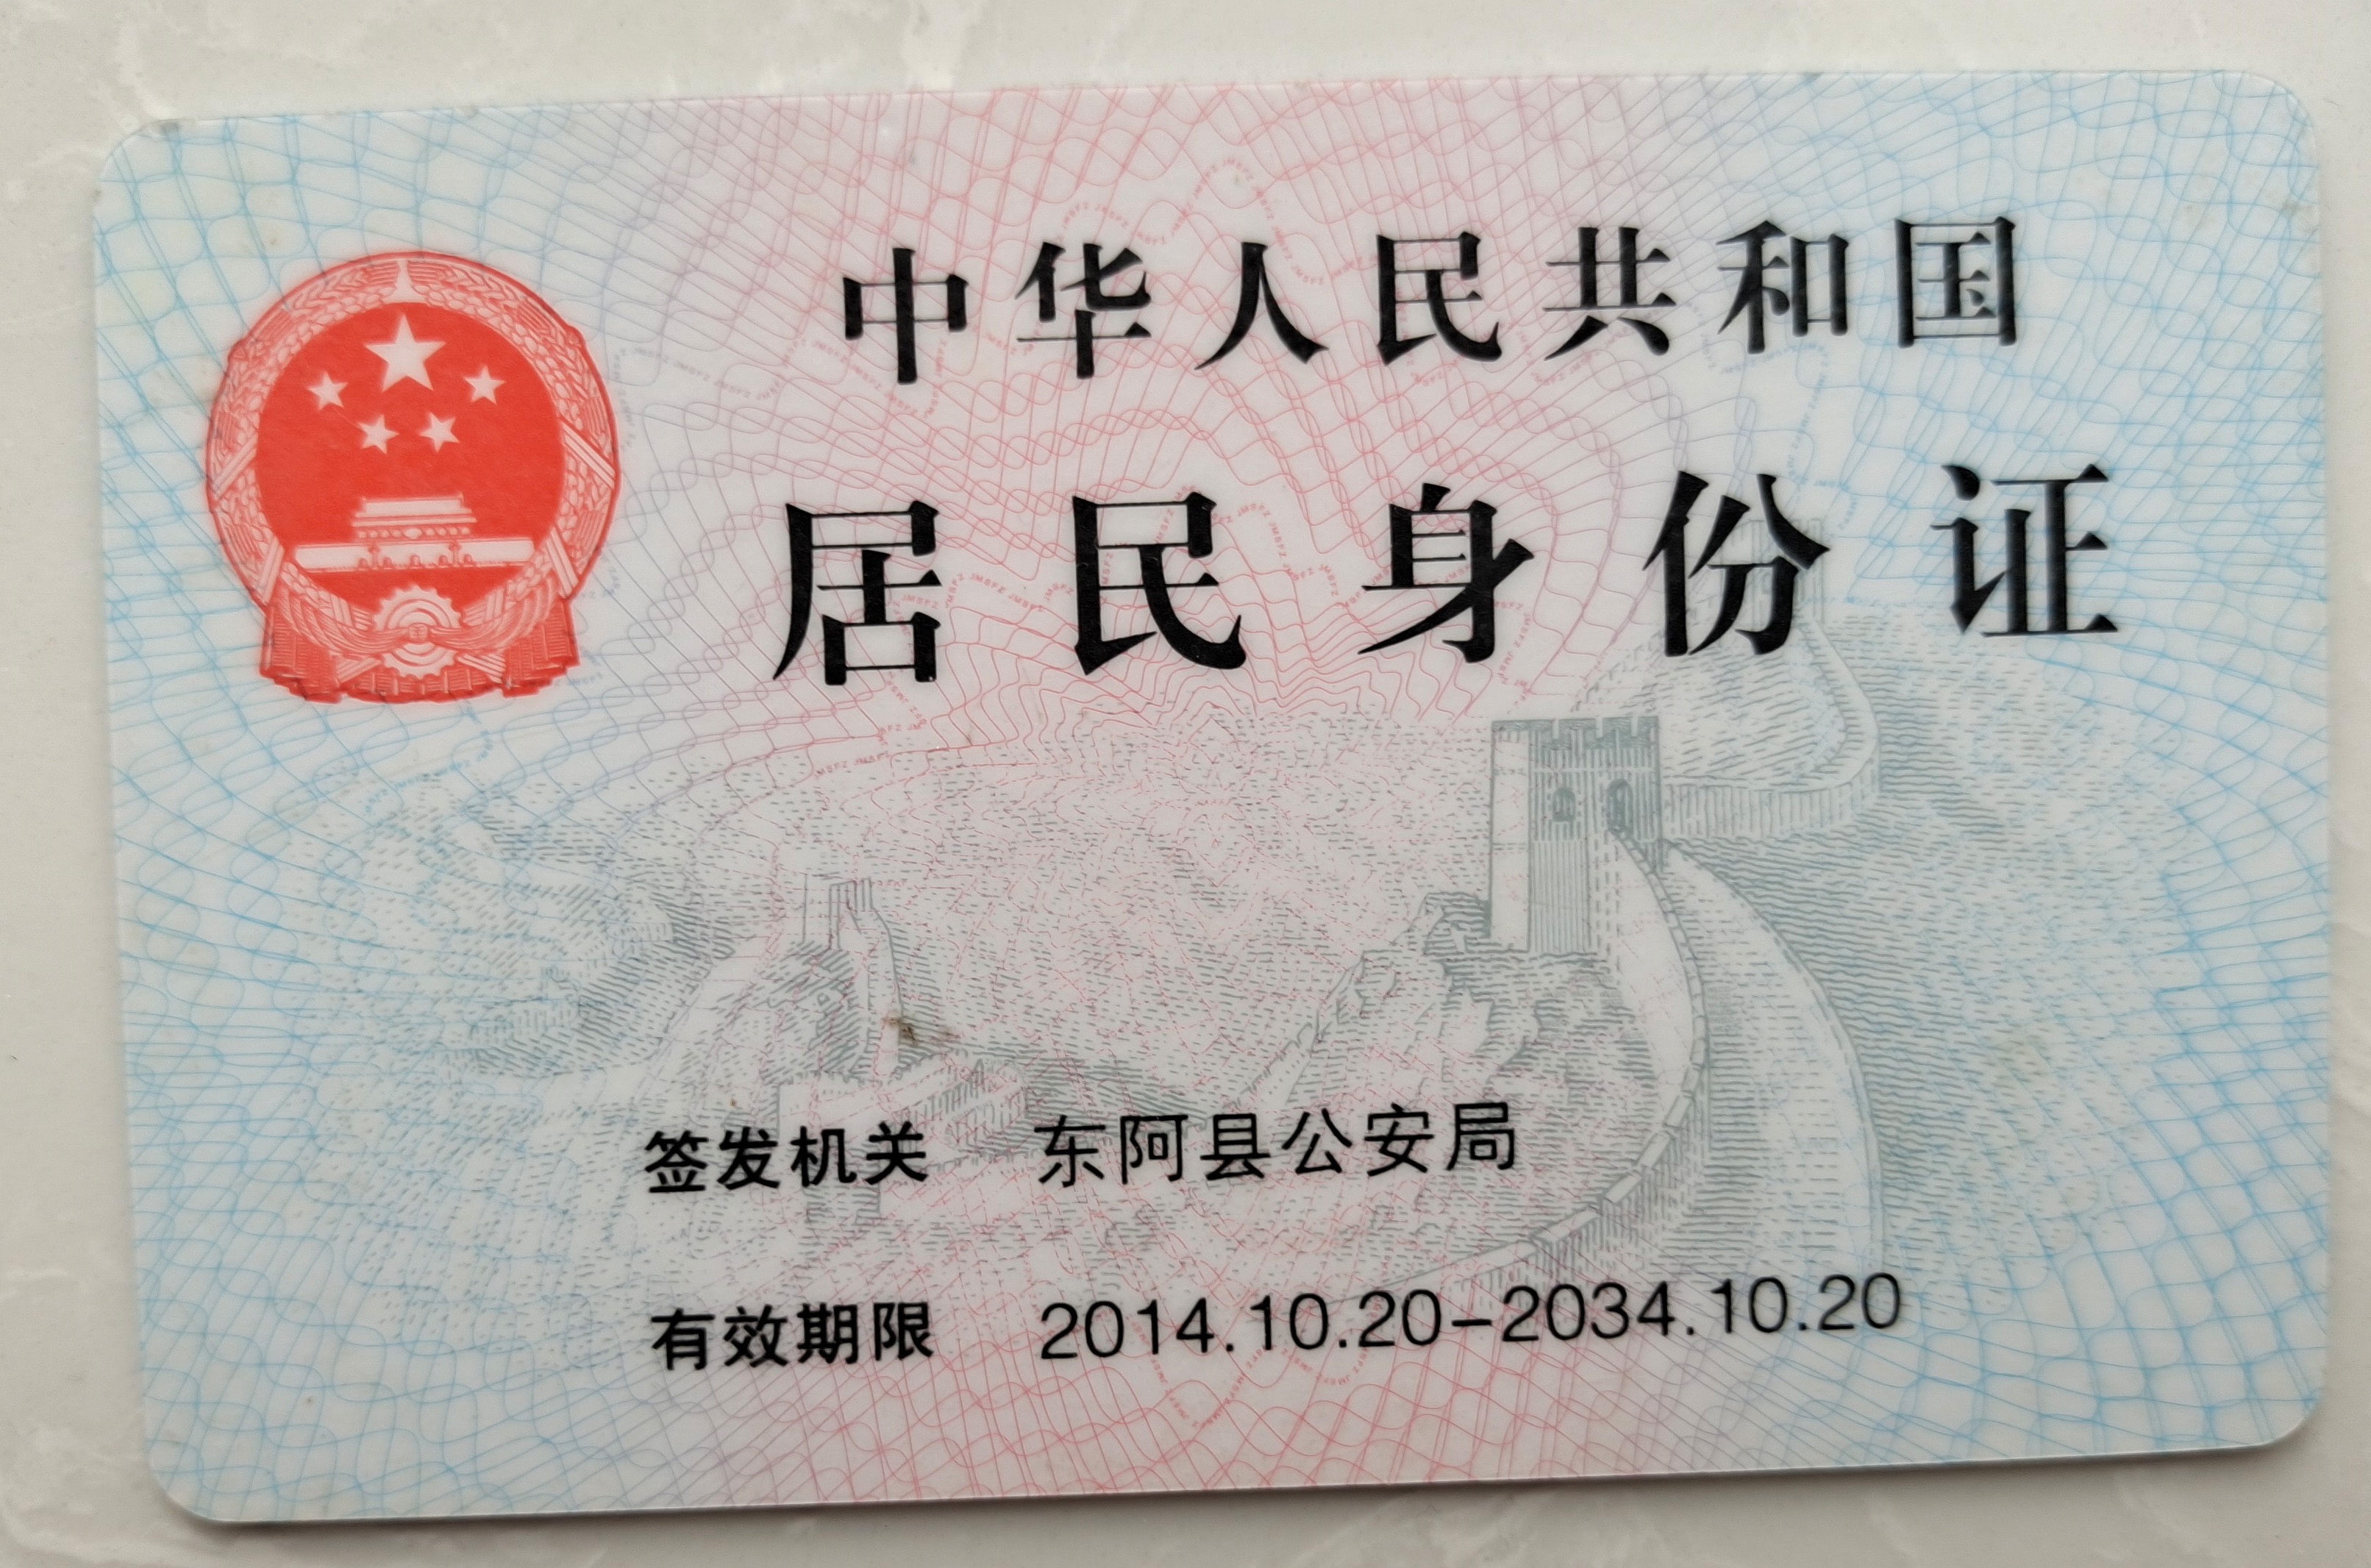 中华人民共和国
居民身份证
签发机关 东阿县公安局
有效期限 2014.10.20-2034.10.20